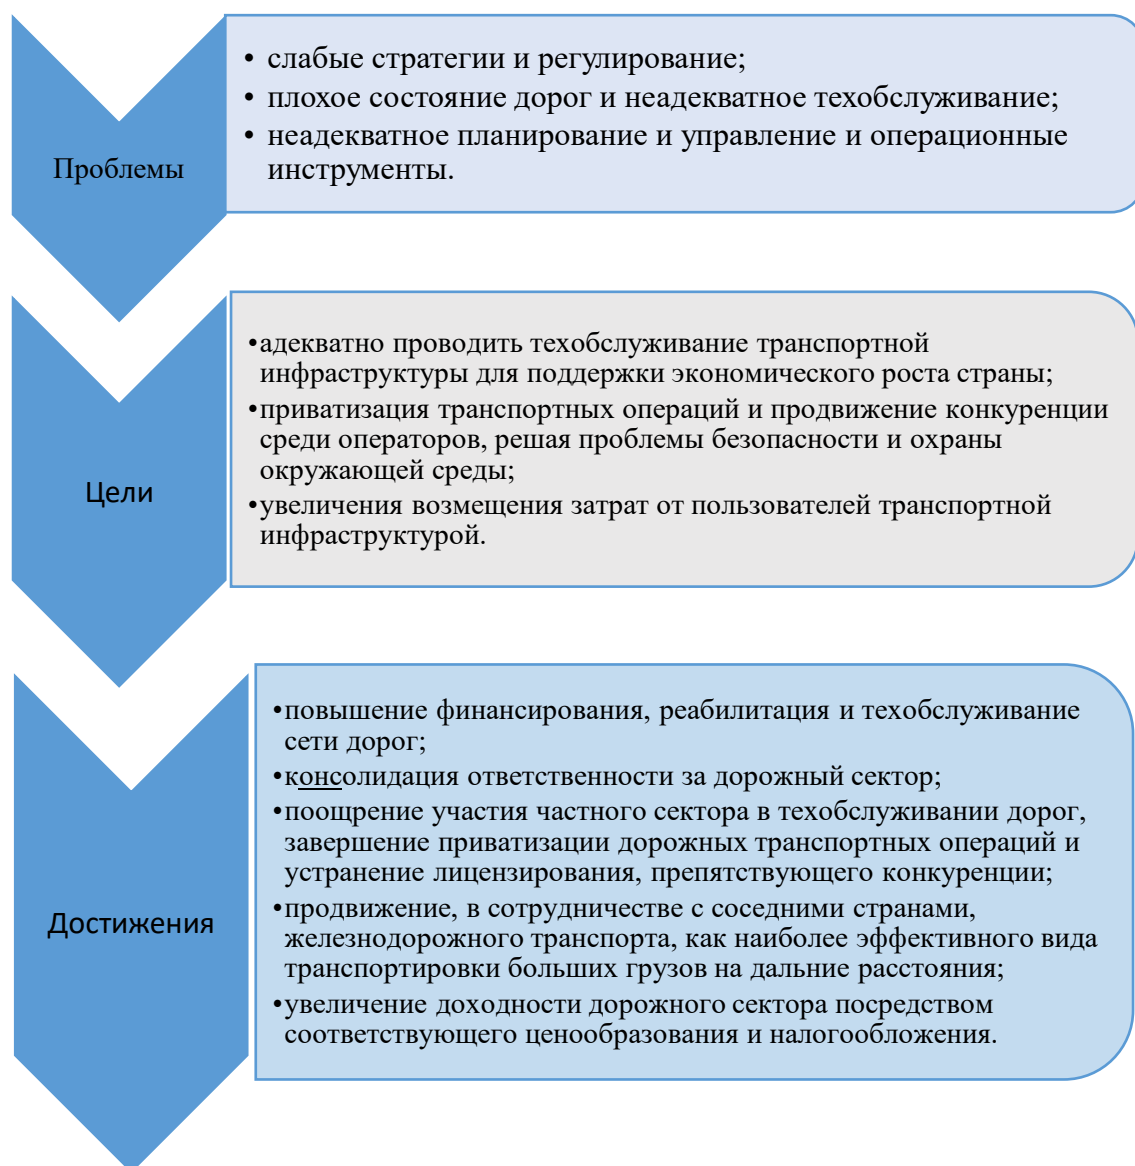 Проблемы
• слабые стратегии и регулирование;
• плохое состояние дорог и неадекватное техобслуживание;
• неадекватное планирование и управление и операционные
инструменты.
Цели
•адекватно проводить техобслуживание транспортной
инфраструктуры для поддержки экономического роста страны;
•приватизация транспортных операций и продвижение конкуренции
среди операторов, решая проблемы безопасности и охраны
окружающей среды;
•увеличения возмещения затрат от пользователей транспортной
инфраструктурой.
Достижения
•повышение финансирования, реабилитация и техобслуживание
сети дорог;
•консолидация ответственности за дорожный сектор;
•поощрение участия частного сектора в техобслуживании дорог,
завершение приватизации дорожных транспортных операций и
устранение лицензирования, препятствующего конкуренции;
•продвижение, в сотрудничестве с соседними странами,
железнодорожного транспорта, как наиболее эффективного вида
транспортировки больших грузов на дальние расстояния;
•увеличение доходности дорожного сектора посредством
соответствующего ценообразования и налогообложения.